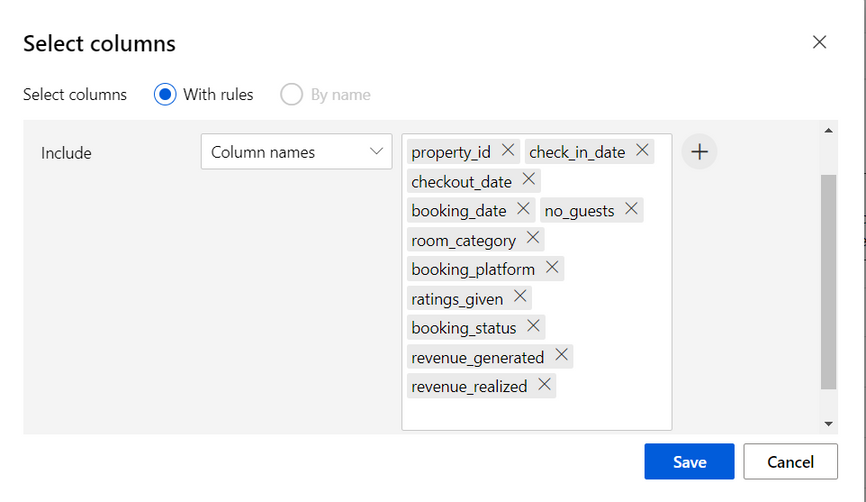 Select columns
Select columns With rules By name
Include Column names property_id check_in_date
checkout_date
booking_date no_guests
room_category
booking_platform
ratings_given
booking_status
revenue_generated
revenue_realized
Save Cancel